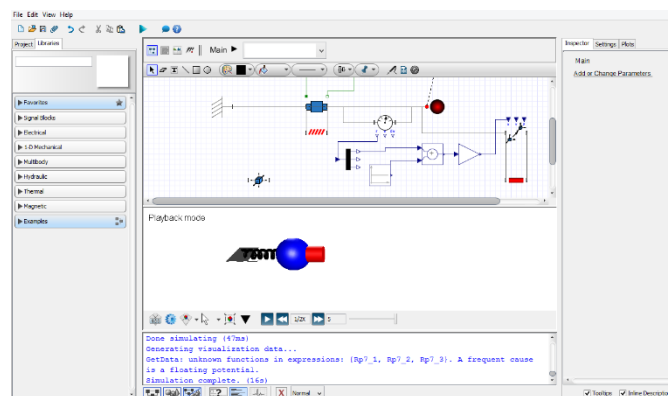 File Edit View Help
Project Libraries
Main
Inspector Settings Plots
Main
Add or Change Parameters
Favorites
Signal Blocks
Electrical
1-D Mechanical
Multibody
Hydraulic
Thermal
Magnetic
Examples
Playback mode
1/2X
5
Done simulating (47ms)
Generating visualization data...
GetData: unknown functions in expressions: {Rp7_1, Rp7_2, Rp7_3}. A frequent cause
is a floating potential.
Simulation complete. (16s)
Normal
Tooltips Inline Descriptio